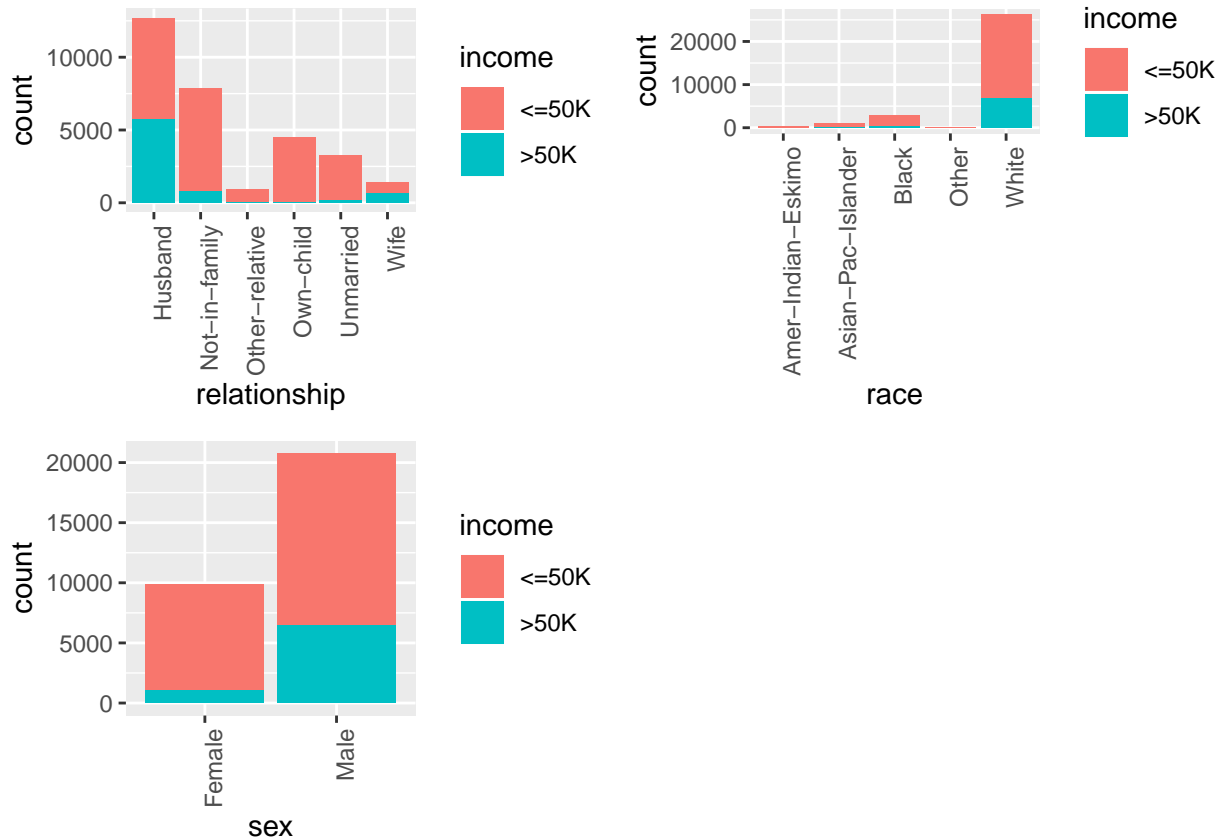 10000
5000
0
count
Husband
Not−in−family
Other−relative
Own−child
Unmarried
Wife
relationship
income
<=50K
>50K
20000
10000
0
count
Amer−Indian−Eskimo
Asian−Pac−Islander
Black
Other
White
race
income
<=50K
>50K
20000
15000
10000
5000
0
count
Female
Male
sex
income
<=50K
>50K